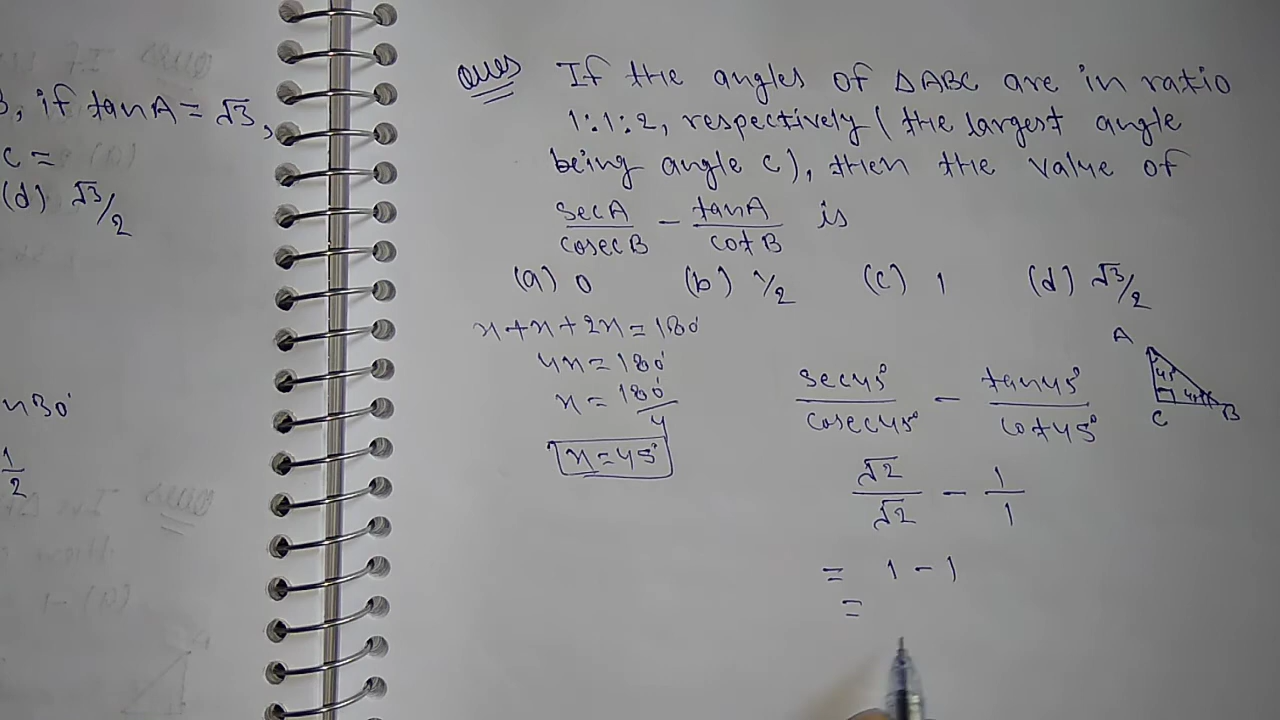 B, if tanA = √3,
c =
(d) √3/2
n30°
1/2
Ques If the angles of △ABC are in ratio
1:1:2, respectively (the largest angle
being angle C), then the value of
secA/cosecB - tanA/cotB is
(a) 0 (b) 1/2 (c) 1 (d) √3/2
x+x+2x=180°
4x=180°
x=180°/4
x=45°
sec45°/cosec45° - tan45°/cot45°
A
45°
45°
C B
√2/√2 - 1/1
= 1-1
=